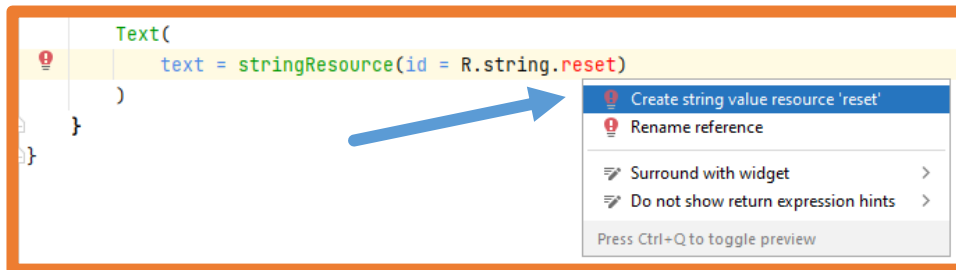 Text(
text = stringResource(id = R.string.reset)
)
}
}
Create string value resource 'reset'
Rename reference
Surround with widget
Do not show return expression hints
Press Ctrl+Q to toggle preview